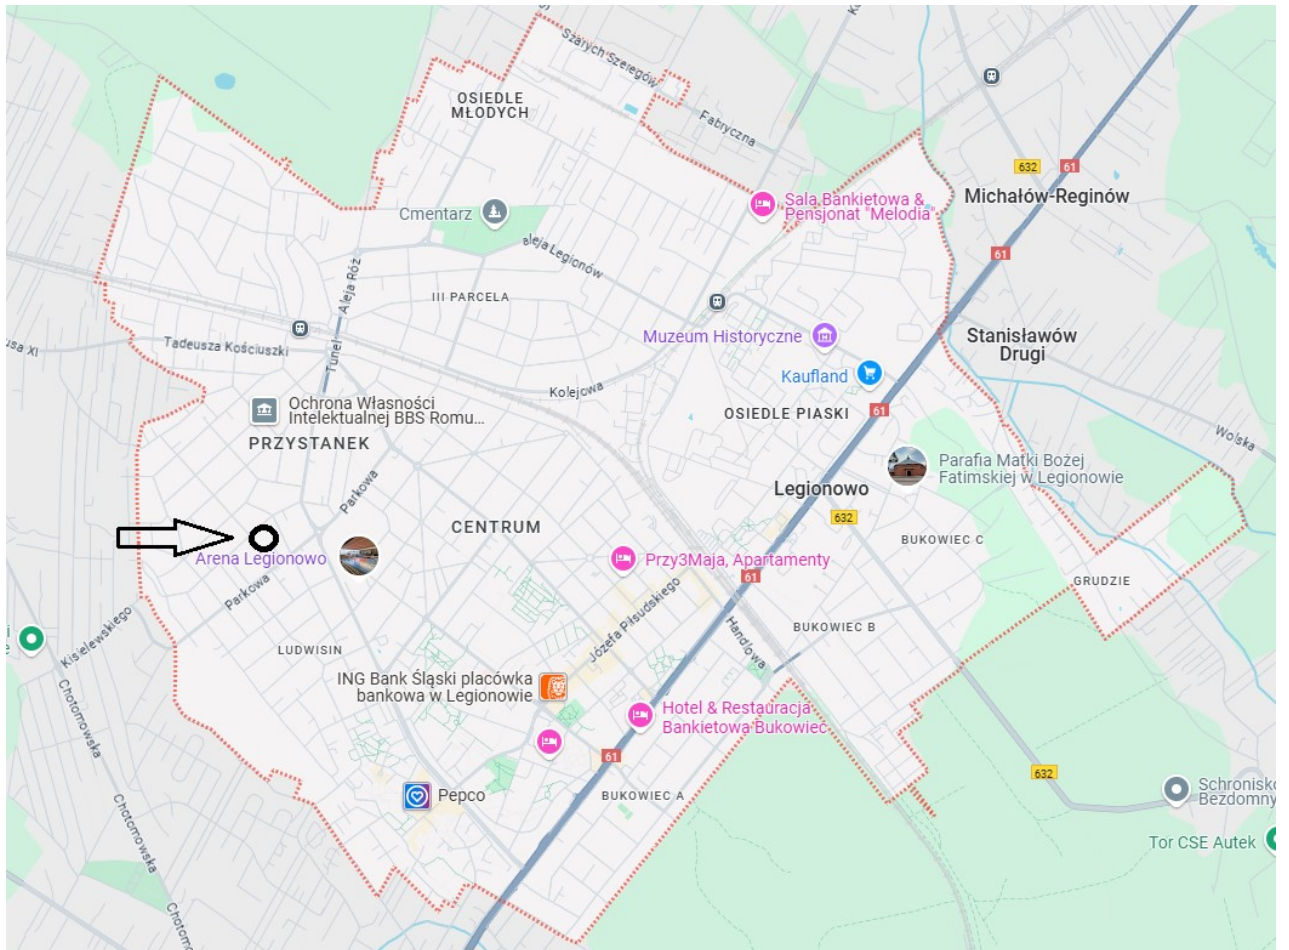 Szarych Szeregów
OSIEDLE
MŁODYCH
Fabryczna
632
61
Michałów-Reginów
Sala Bankietowa &
Pensjonat "Melodia"
Cmentarz
aleja Legionów
61
Aleja Róż
III PARCELA
Muzeum Historyczne
Stanisławów
Drugi
Tadeusza Kościuszki
usa XI
Tunel
Kaufland
Kolejowa
Ochrona Własności
Intelektualnej BBS Romu...
OSIEDLE PIASKI
61
PRZYSTANEK
Wolska
Parafia Matki Bożej
Fatimskiej w Legionowie
Parkowa
Legionowo
632
CENTRUM
BUKOWIEC C
Arena Legionowo
Przy3Maja, Apartamenty
61
GRUDZIE
Parkowa
Józefa Piłsudskiego
Kisielewskiego
Handlowa
BUKOWIEC B
LUDWISIN
ING Bank Śląski placówka
bankowa w Legionowie
Chotomowska
Hotel & Restauracja
Bankietowa Bukowiec
61
632
Pepco
BUKOWIEC A
Schronisko
Bezdomny
Chotomowska
Tor CSE Autek
Chotom